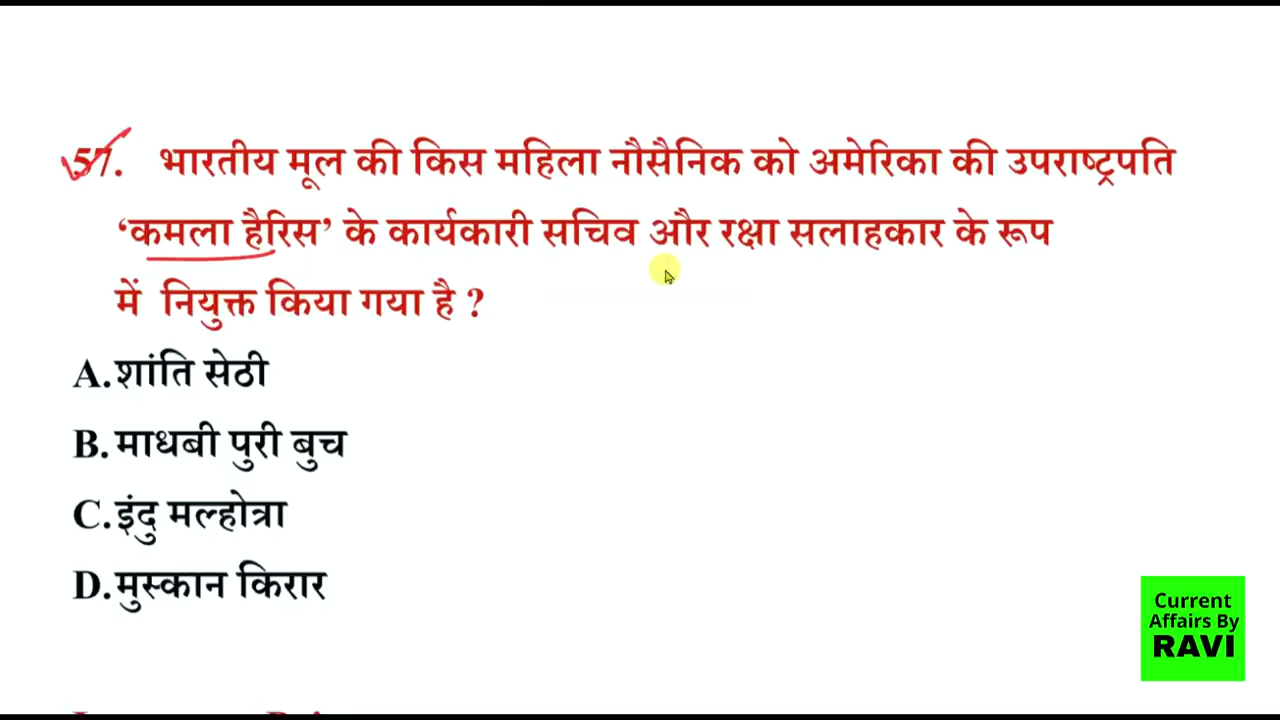 57. भारतीय मूल की किस महिला नौसैनिक को अमेरिका की उपराष्ट्रपति
‘कमला हैरिस’ के कार्यकारी सचिव और रक्षा सलाहकार के रूप
में नियुक्त किया गया है ?
A.शांति सेठी
B.माधबी पुरी बुच
C.इंदु मल्होत्रा
D.मुस्कान किरार
Current
Affairs By
RAVI